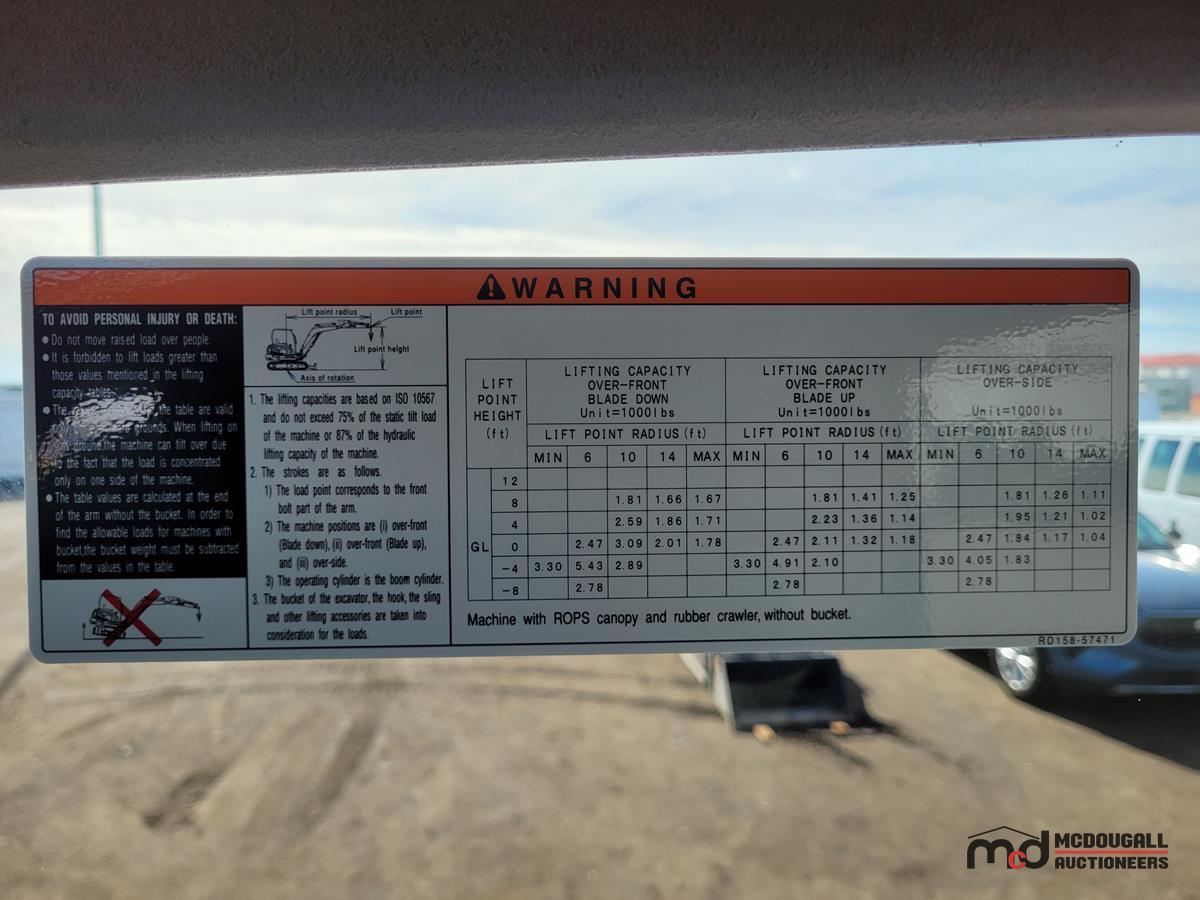 WARNING
TO AVOID PERSONAL INJURY OR DEATH:
● Do not move raised load over people.
● It is forbidden to lift loads greater than
those values mentioned in the lifting
capacity tables.
● The the table are valid
only on grounds. When lifting on
ground,the machine can tilt over due
to the fact that the load is concentrated
only on one side of the machine.
● The table values are calculated at the end
of the arm without the bucket. In order to
find the allowable loads for machines with
bucket,the bucket weight must be subtracted
from the values in the table.
Lift point radius Lift point
Lift point height
Axis of rotation
1. The lifting capacities are based on ISO 10567
and do not exceed 75% of the static tilt load
of the machine or 87% of the hydraulic
lifting capacity of the machine.
2. The strokes are as follows.
1) The load point corresponds to the front
bolt part of the arm.
2) The machine positions are (i) over-front
(Blade down), (ii) over-front (Blade up),
and (iii) over-side.
3) The operating cylinder is the boom cylinder.
3. The bucket of the excavator, the hook, the sling
and other lifting accessories are taken into
consideration for the loads.
LIFT
POINT
HEIGHT
(ft)
LIFTING CAPACITY
OVER-FRONT
BLADE DOWN
Unit=1000lbs
LIFTING CAPACITY
OVER-FRONT
BLADE UP
Unit=1000lbs
LIFTING CAPACITY
OVER-SIDE
Unit=1000lbs
LIFT POINT RADIUS (ft) LIFT POINT RADIUS (ft) LIFT POINT RADIUS (ft)
MIN 6 10 14 MAX MIN 6 10 14 MAX MIN 6 10 14 MAX
12
8 1.81 1.66 1.67 1.81 1.41 1.25 1.81 1.26 1.11
4 2.59 1.86 1.71 2.23 1.36 1.14 1.95 1.21 1.02
GL 0 2.47 3.09 2.01 1.78 2.47 2.11 1.32 1.18 2.47 1.84 1.17 1.04
-4 3.30 5.43 2.89 3.30 4.91 2.10 3.30 4.05 1.83
-8 2.78 2.78 2.78
Machine with ROPS canopy and rubber crawler, without bucket.
RD158-57471
mcd MCDOUGALL
AUCTIONEERS